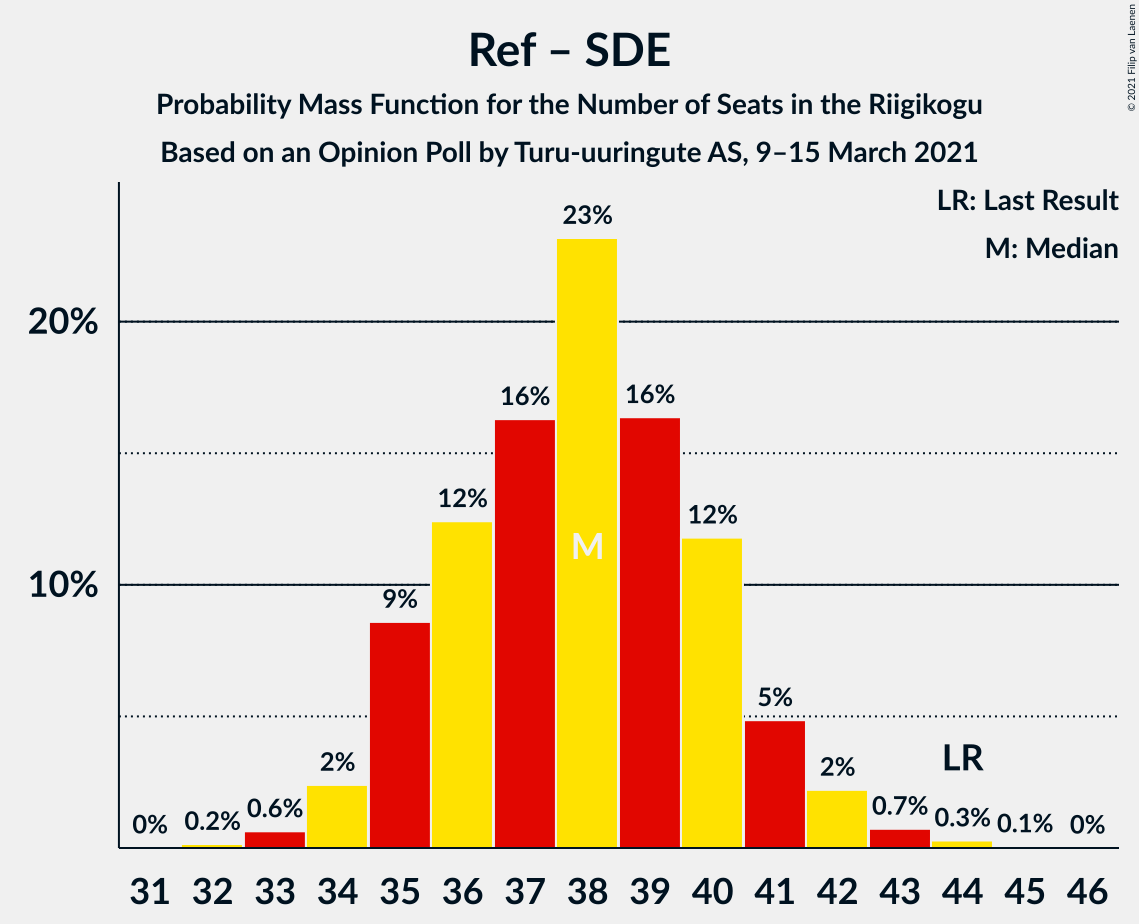 Ref – SDE
Probability Mass Function for the Number of Seats in the Riigikogu
Based on an Opinion Poll by Turu-uuringute AS, 9–15 March 2021
© 2021 Filip van Laenen
LR: Last Result
M: Median
20%
10%
0% 0.2% 0.6% 2% 9% 12% 16% 23% 16% 12% 5% 2% 0.7% 0.3% 0.1% 0%
M
LR
31 32 33 34 35 36 37 38 39 40 41 42 43 44 45 46